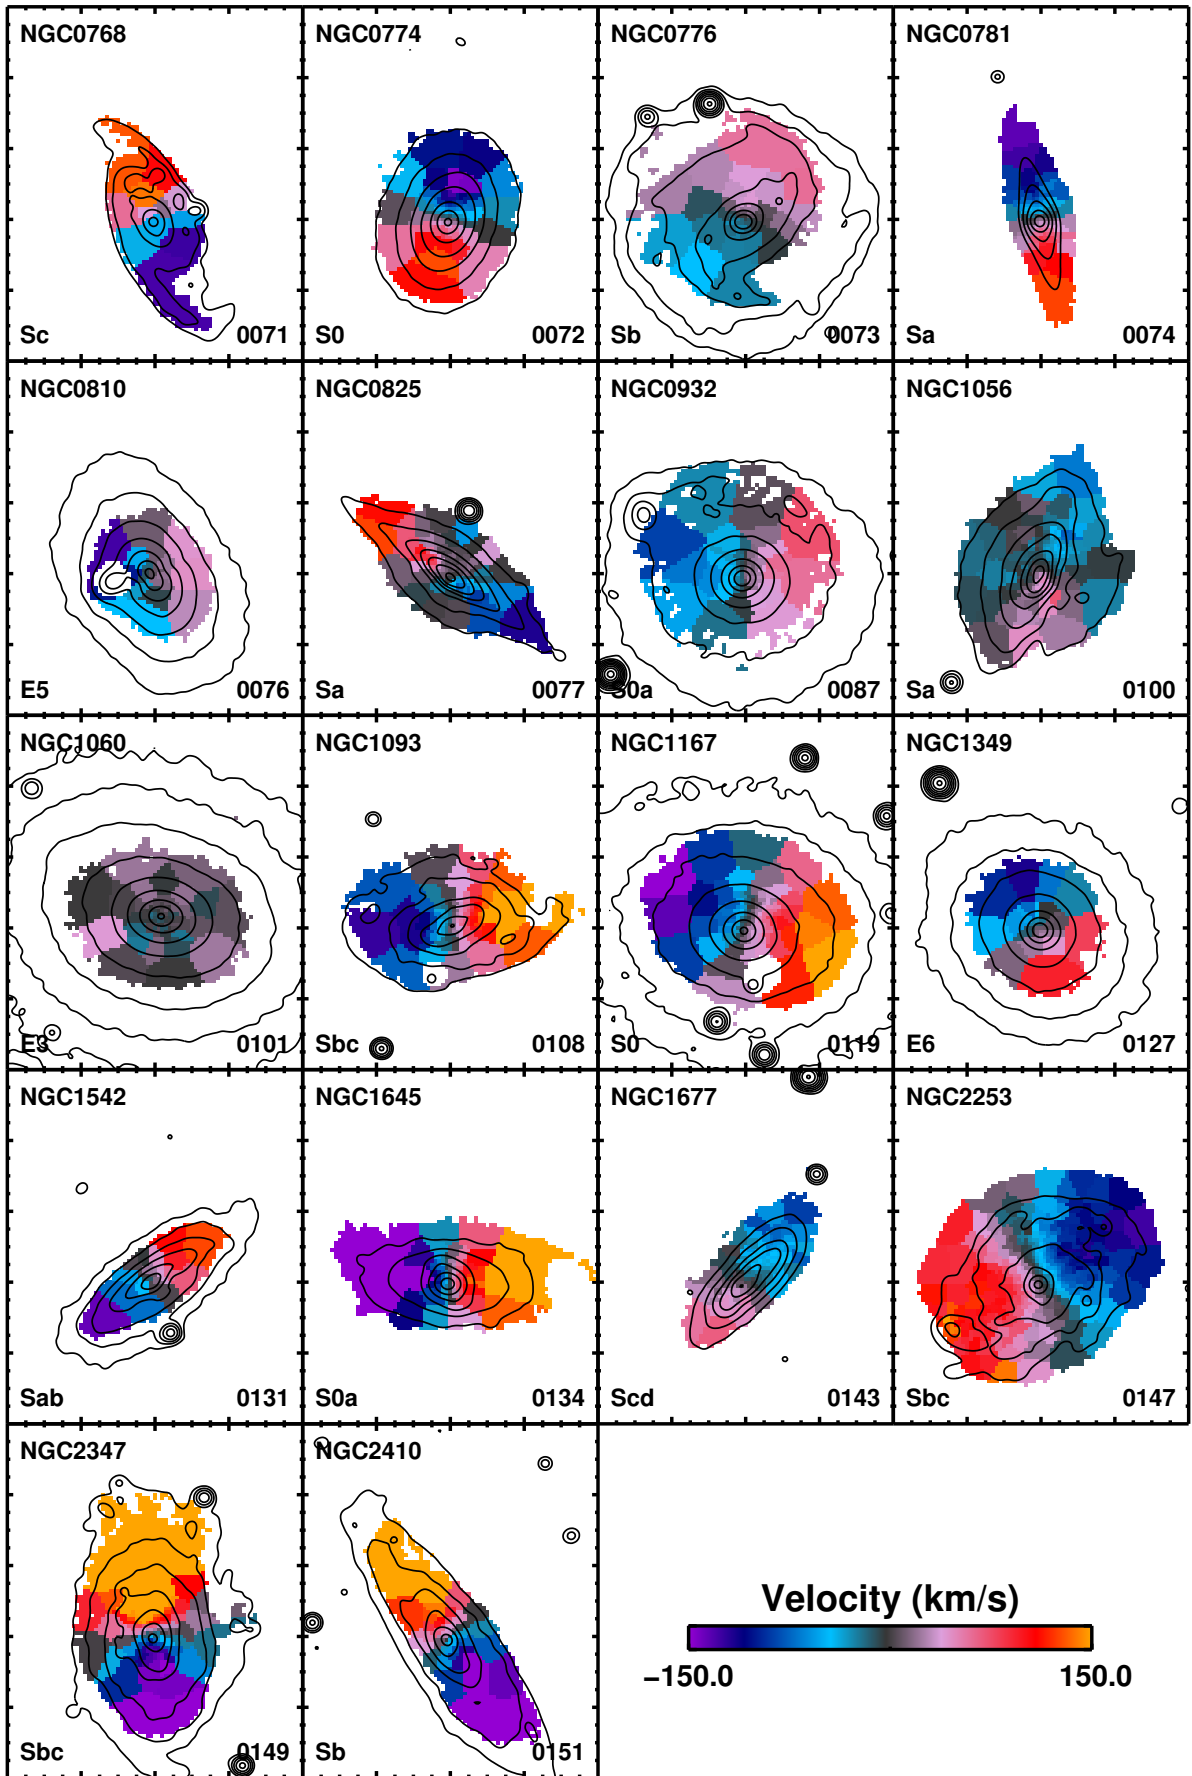 NGC0768 NGC0774 NGC0776 NGC0781
Sc 0071 S0 0072 Sb 0073 Sa 0074
NGC0810 NGC0825 NGC0932 NGC1056
E5 0076 Sa 0077 S0a 0087 Sa 0100
NGC1060 NGC1093 NGC1167 NGC1349
E3 0101 Sbc 0108 S0 0119 E6 0127
NGC1542 NGC1645 NGC1677 NGC2253
Sab 0131 S0a 0134 Scd 0143 Sbc 0147
NGC2347 NGC2410
Velocity (km/s)
−150.0 150.0
Sbc 0149 Sb 0151